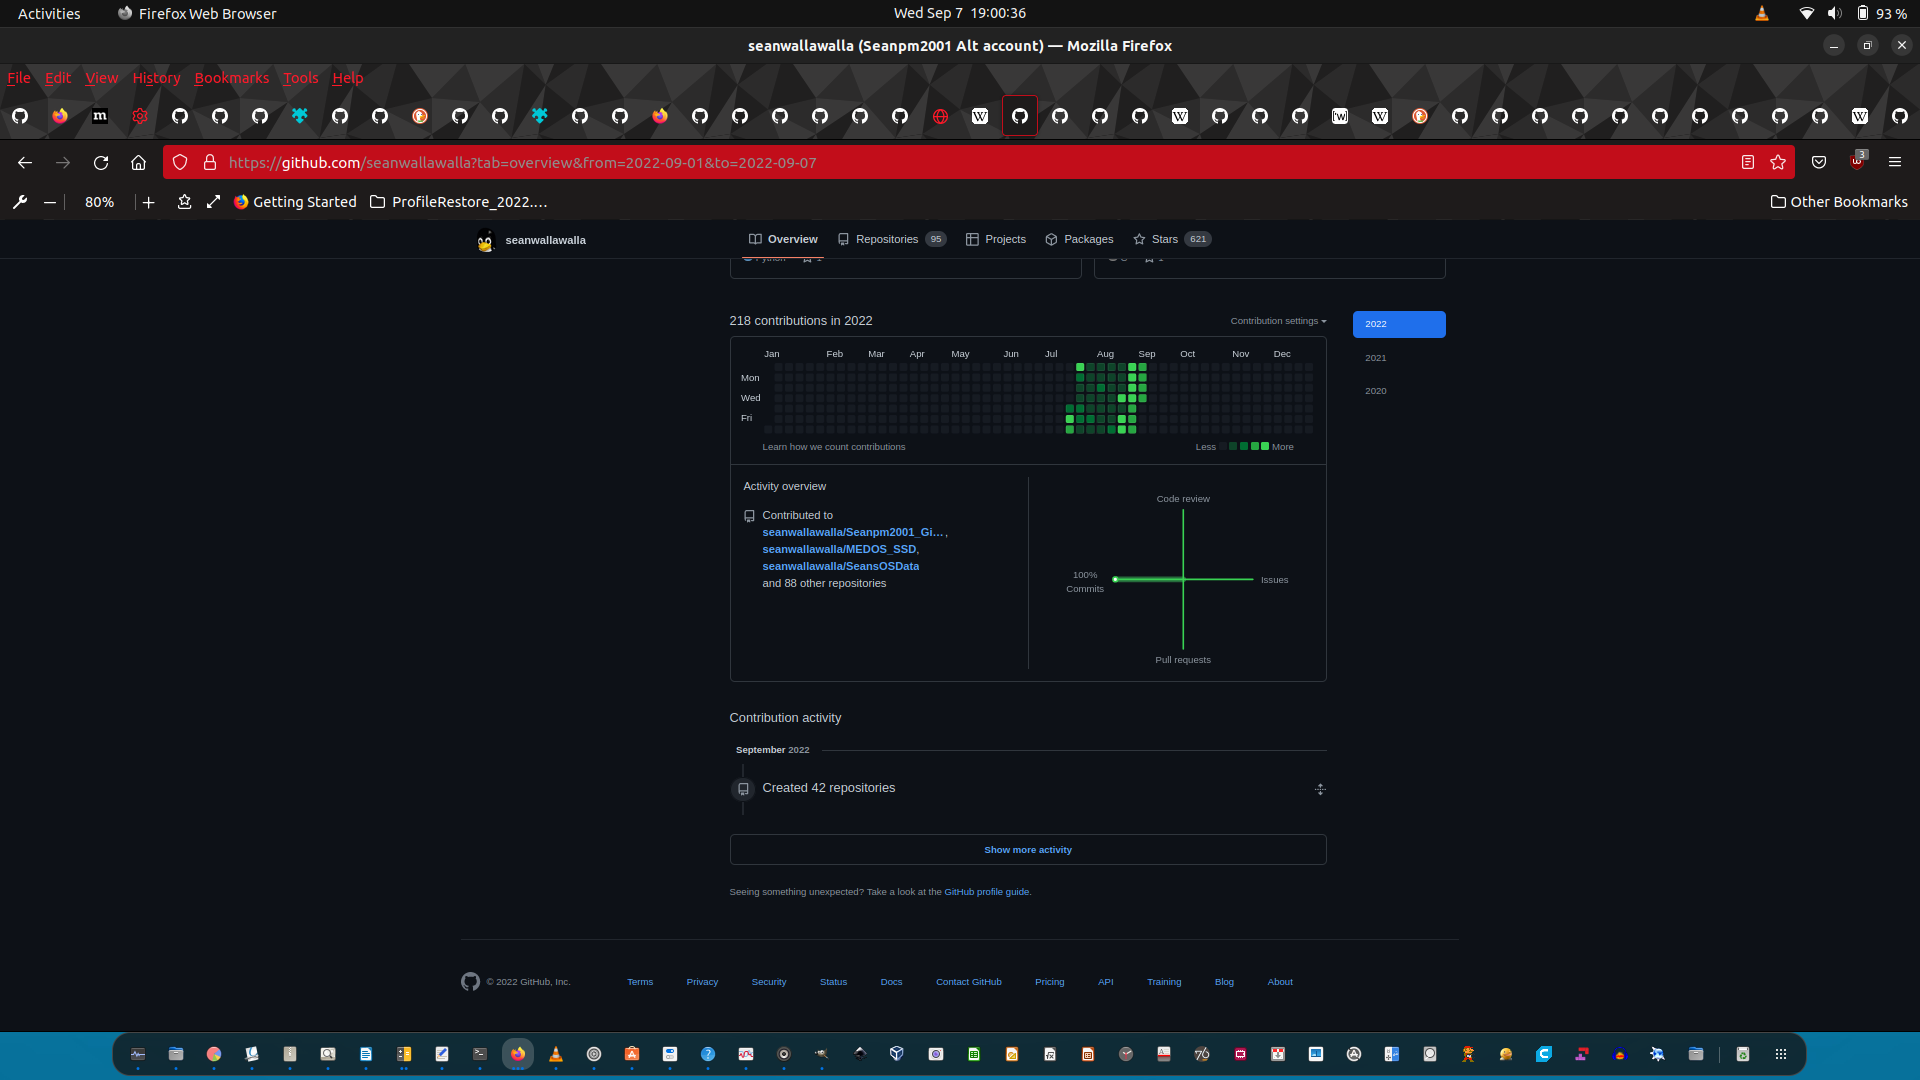 Activities Firefox Web Browser Wed Sep 7 19:00:36 93 %
seanwallawalla (Seanpm2001 Alt account) — Mozilla Firefox
File Edit View History Bookmarks Tools Help
https://github.com/seanwallawalla?tab=overview&from=2022-09-01&to=2022-09-07 3
80% Getting Started ProfileRestore_2022.... Other Bookmarks
seanwallawalla Overview Repositories 95 Projects Packages Stars 621
218 contributions in 2022 Contribution settings 2022
Jan Feb Mar Apr May Jun Jul Aug Sep Oct Nov Dec
2021
Mon
2020
Wed
Fri
Learn how we count contributions Less More
Activity overview
Code review
Contributed to
seanwallawalla/Seanpm2001_Gi...,
seanwallawalla/MEDOS_SSD,
seanwallawalla/SeansOSData
and 88 other repositories
100%
Commits
Issues
Pull requests
Contribution activity
September 2022
Created 42 repositories
Show more activity
Seeing something unexpected? Take a look at the GitHub profile guide.
© 2022 GitHub, Inc. Terms Privacy Security Status Docs Contact GitHub Pricing API Training Blog About